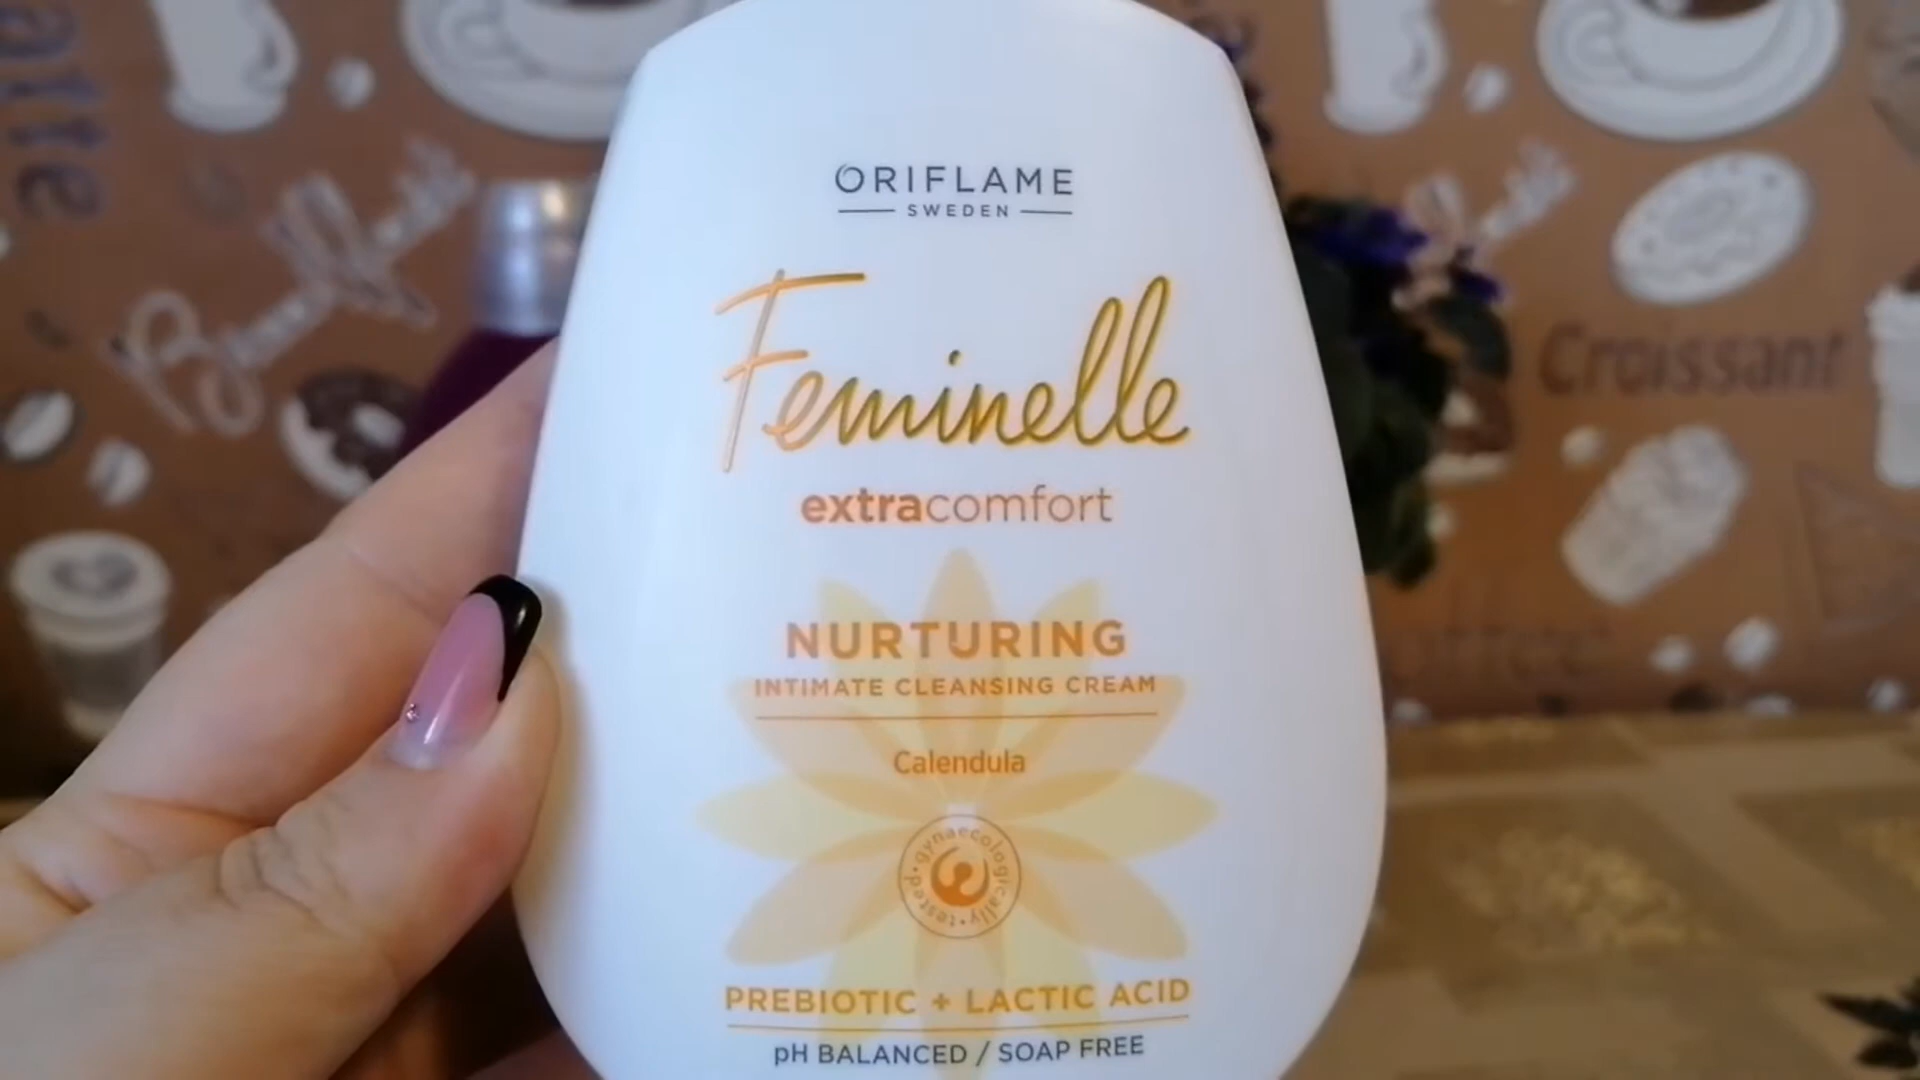 ORIFLAME
SWEDEN
Feminelle
extracomfort
NURTURING
INTIMATE CLEANSING CREAM
Calendula
gynaecologically • tested •
PREBIOTIC + LACTIC ACID
pH BALANCED / SOAP FREE
Croissant